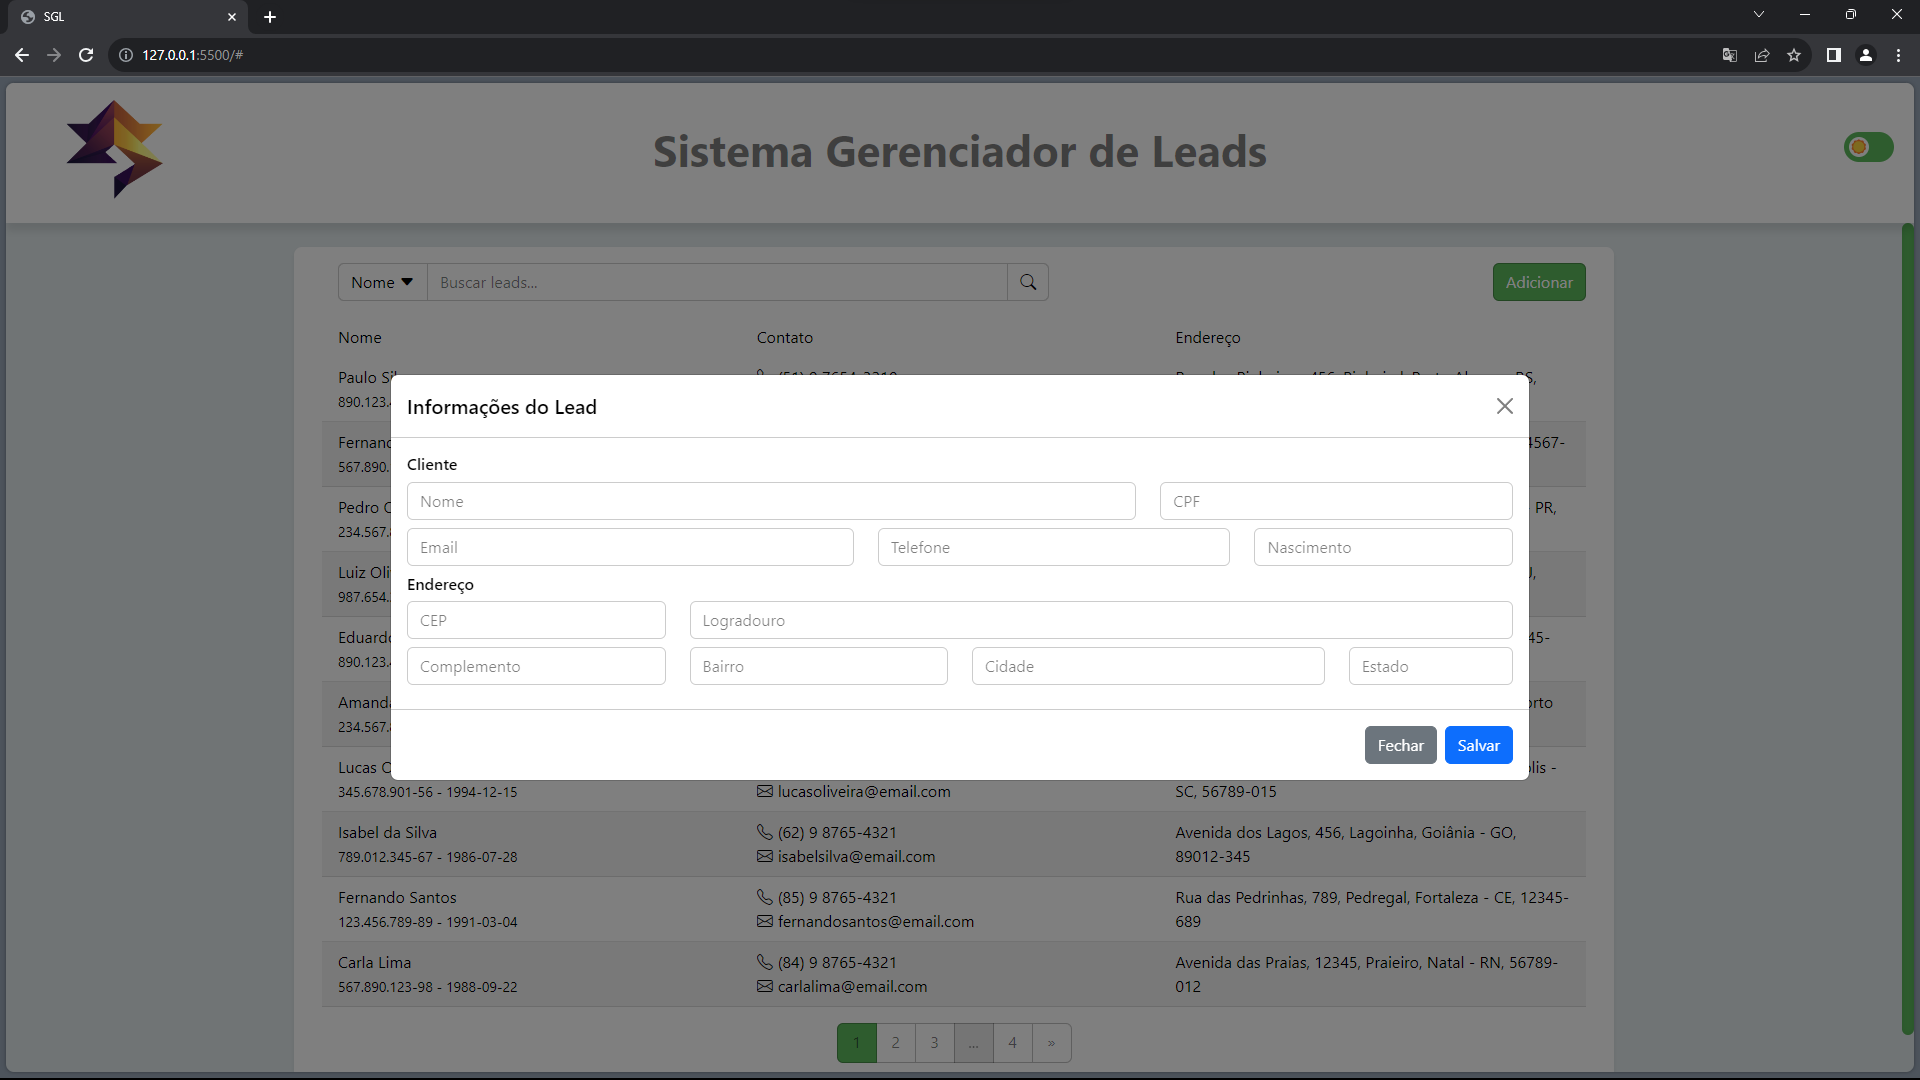 SGL
127.0.0.1:5500/#
Sistema Gerenciador de Leads
Nome
Buscar leads...
Adicionar
Nome Contato Endereço
Paulo
890.123.
567.890.
4567-
Pedro
PR,
234.567.
Luiz
987.654.
45-
890.123.
234.567.
Informações do Lead
Cliente
Nome CPF
Email Telefone Nascimento
Endereço
CEP Logradouro
Complemento Bairro Cidade Estado
Fechar Salvar
Lucas
345.678.901-56 - 1994-12-15 lucasoliveira@email.com SC, 56789-015
Isabel da Silva (62) 9 8765-4321 Avenida dos Lagos, 456, Lagoinha, Goiânia - GO,
789.012.345-67 - 1986-07-28 isabelsilva@email.com 89012-345
Fernando Santos (85) 9 8765-4321 Rua das Pedrinhas, 789, Pedregal, Fortaleza - CE, 12345-
123.456.789-89 - 1991-03-04 fernandosantos@email.com 689
Carla Lima (84) 9 8765-4321 Avenida das Praias, 12345, Praieiro, Natal - RN, 56789-
567.890.123-98 - 1988-09-22 carlalima@email.com 012
1 2 3 ... 4 »